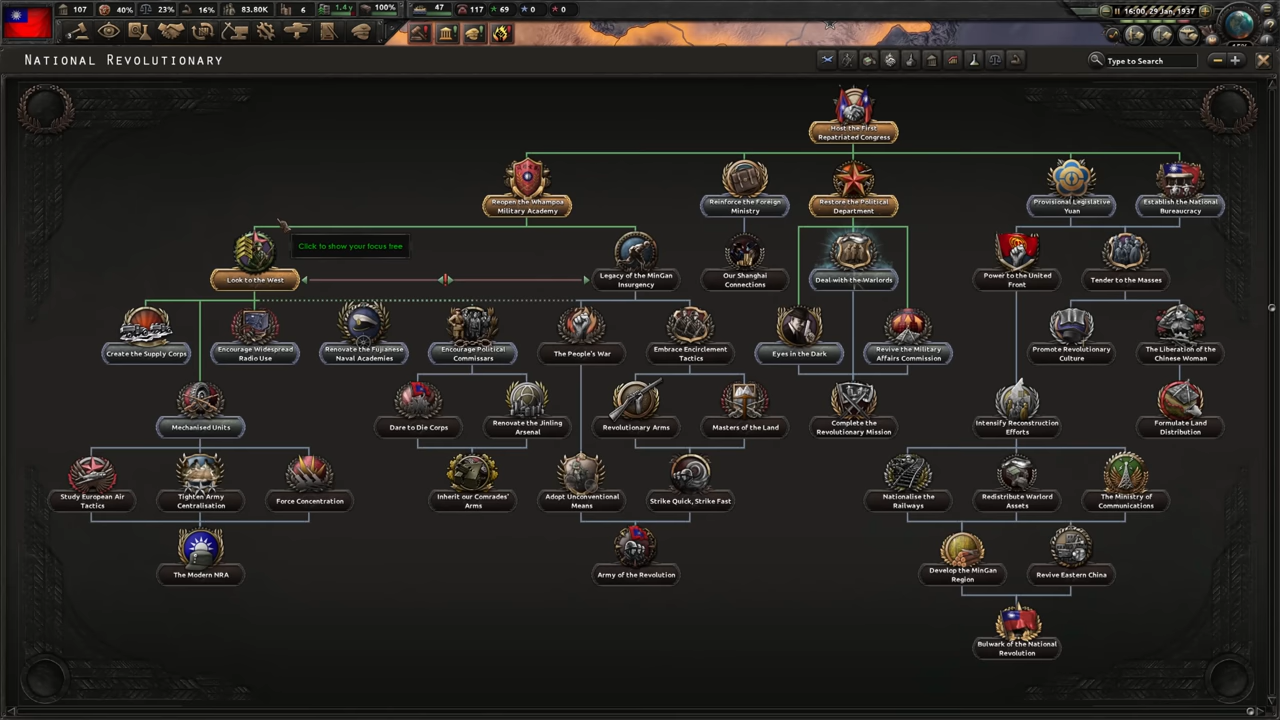 107
40%
23%
16%
83.80K
6
1.4y
100%
47
117
69
0
0
16:00, 29 Jan, 1937
NATIONAL REVOLUTIONARY
Type to Search
Host the First
Repatriated Congress
Reopen the Whampoa
Military Academy
Reinforce the Foreign
Ministry
Restore the Political
Department
Provisional Legislative
Yuan
Establish the National
Bureaucracy
Click to show your focus tree
Look to the West
Legacy of the MinGan
Insurgency
Our Shanghai
Connections
Deal with the Warlords
Power to the United
Front
Tender to the Masses
Create the Supply Corps
Encourage Widespread
Radio Use
Renovate the Fujianese
Naval Academies
Encourage Political
Commissars
The People's War
Embrace Encirclement
Tactics
Eyes in the Dark
Revive the Military
Affairs Commission
Promote Revolutionary
Culture
The Liberation of the
Chinese Woman
Mechanised Units
Dare to Die Corps
Renovate the Jinling
Arsenal
Revolutionary Arms
Masters of the Land
Complete the
Revolutionary Mission
Intensify Reconstruction
Efforts
Formulate Land
Distribution
Study European Air
Tactics
Tighten Army
Centralisation
Force Concentration
Inherit our Comrades'
Arms
Adopt Unconventional
Means
Strike Quick, Strike Fast
Nationalise the
Railways
Redistribute Warlord
Assets
The Ministry of
Communications
The Modern NRA
Army of the Revolution
Develop the MinGan
Region
Revive Eastern China
Bulwark of the National
Revolution